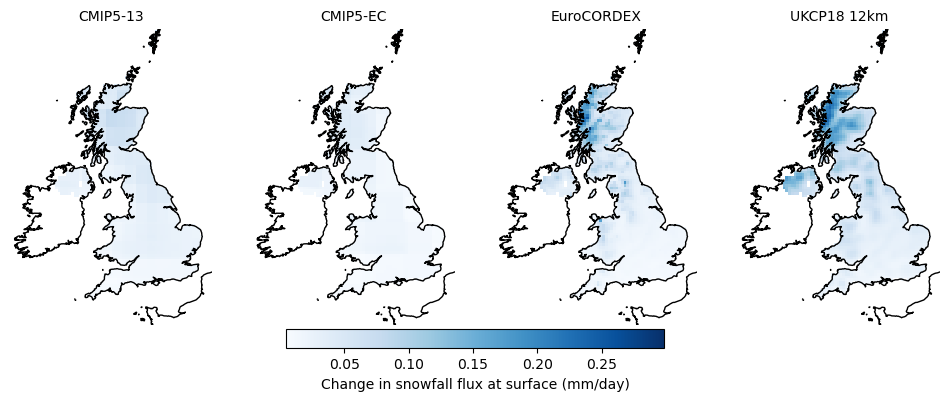 CMIP5-13 CMIP5-EC EuroCORDEX UKCP18 12km
0.05 0.10 0.15 0.20 0.25
Change in snowfall flux at surface (mm/day)